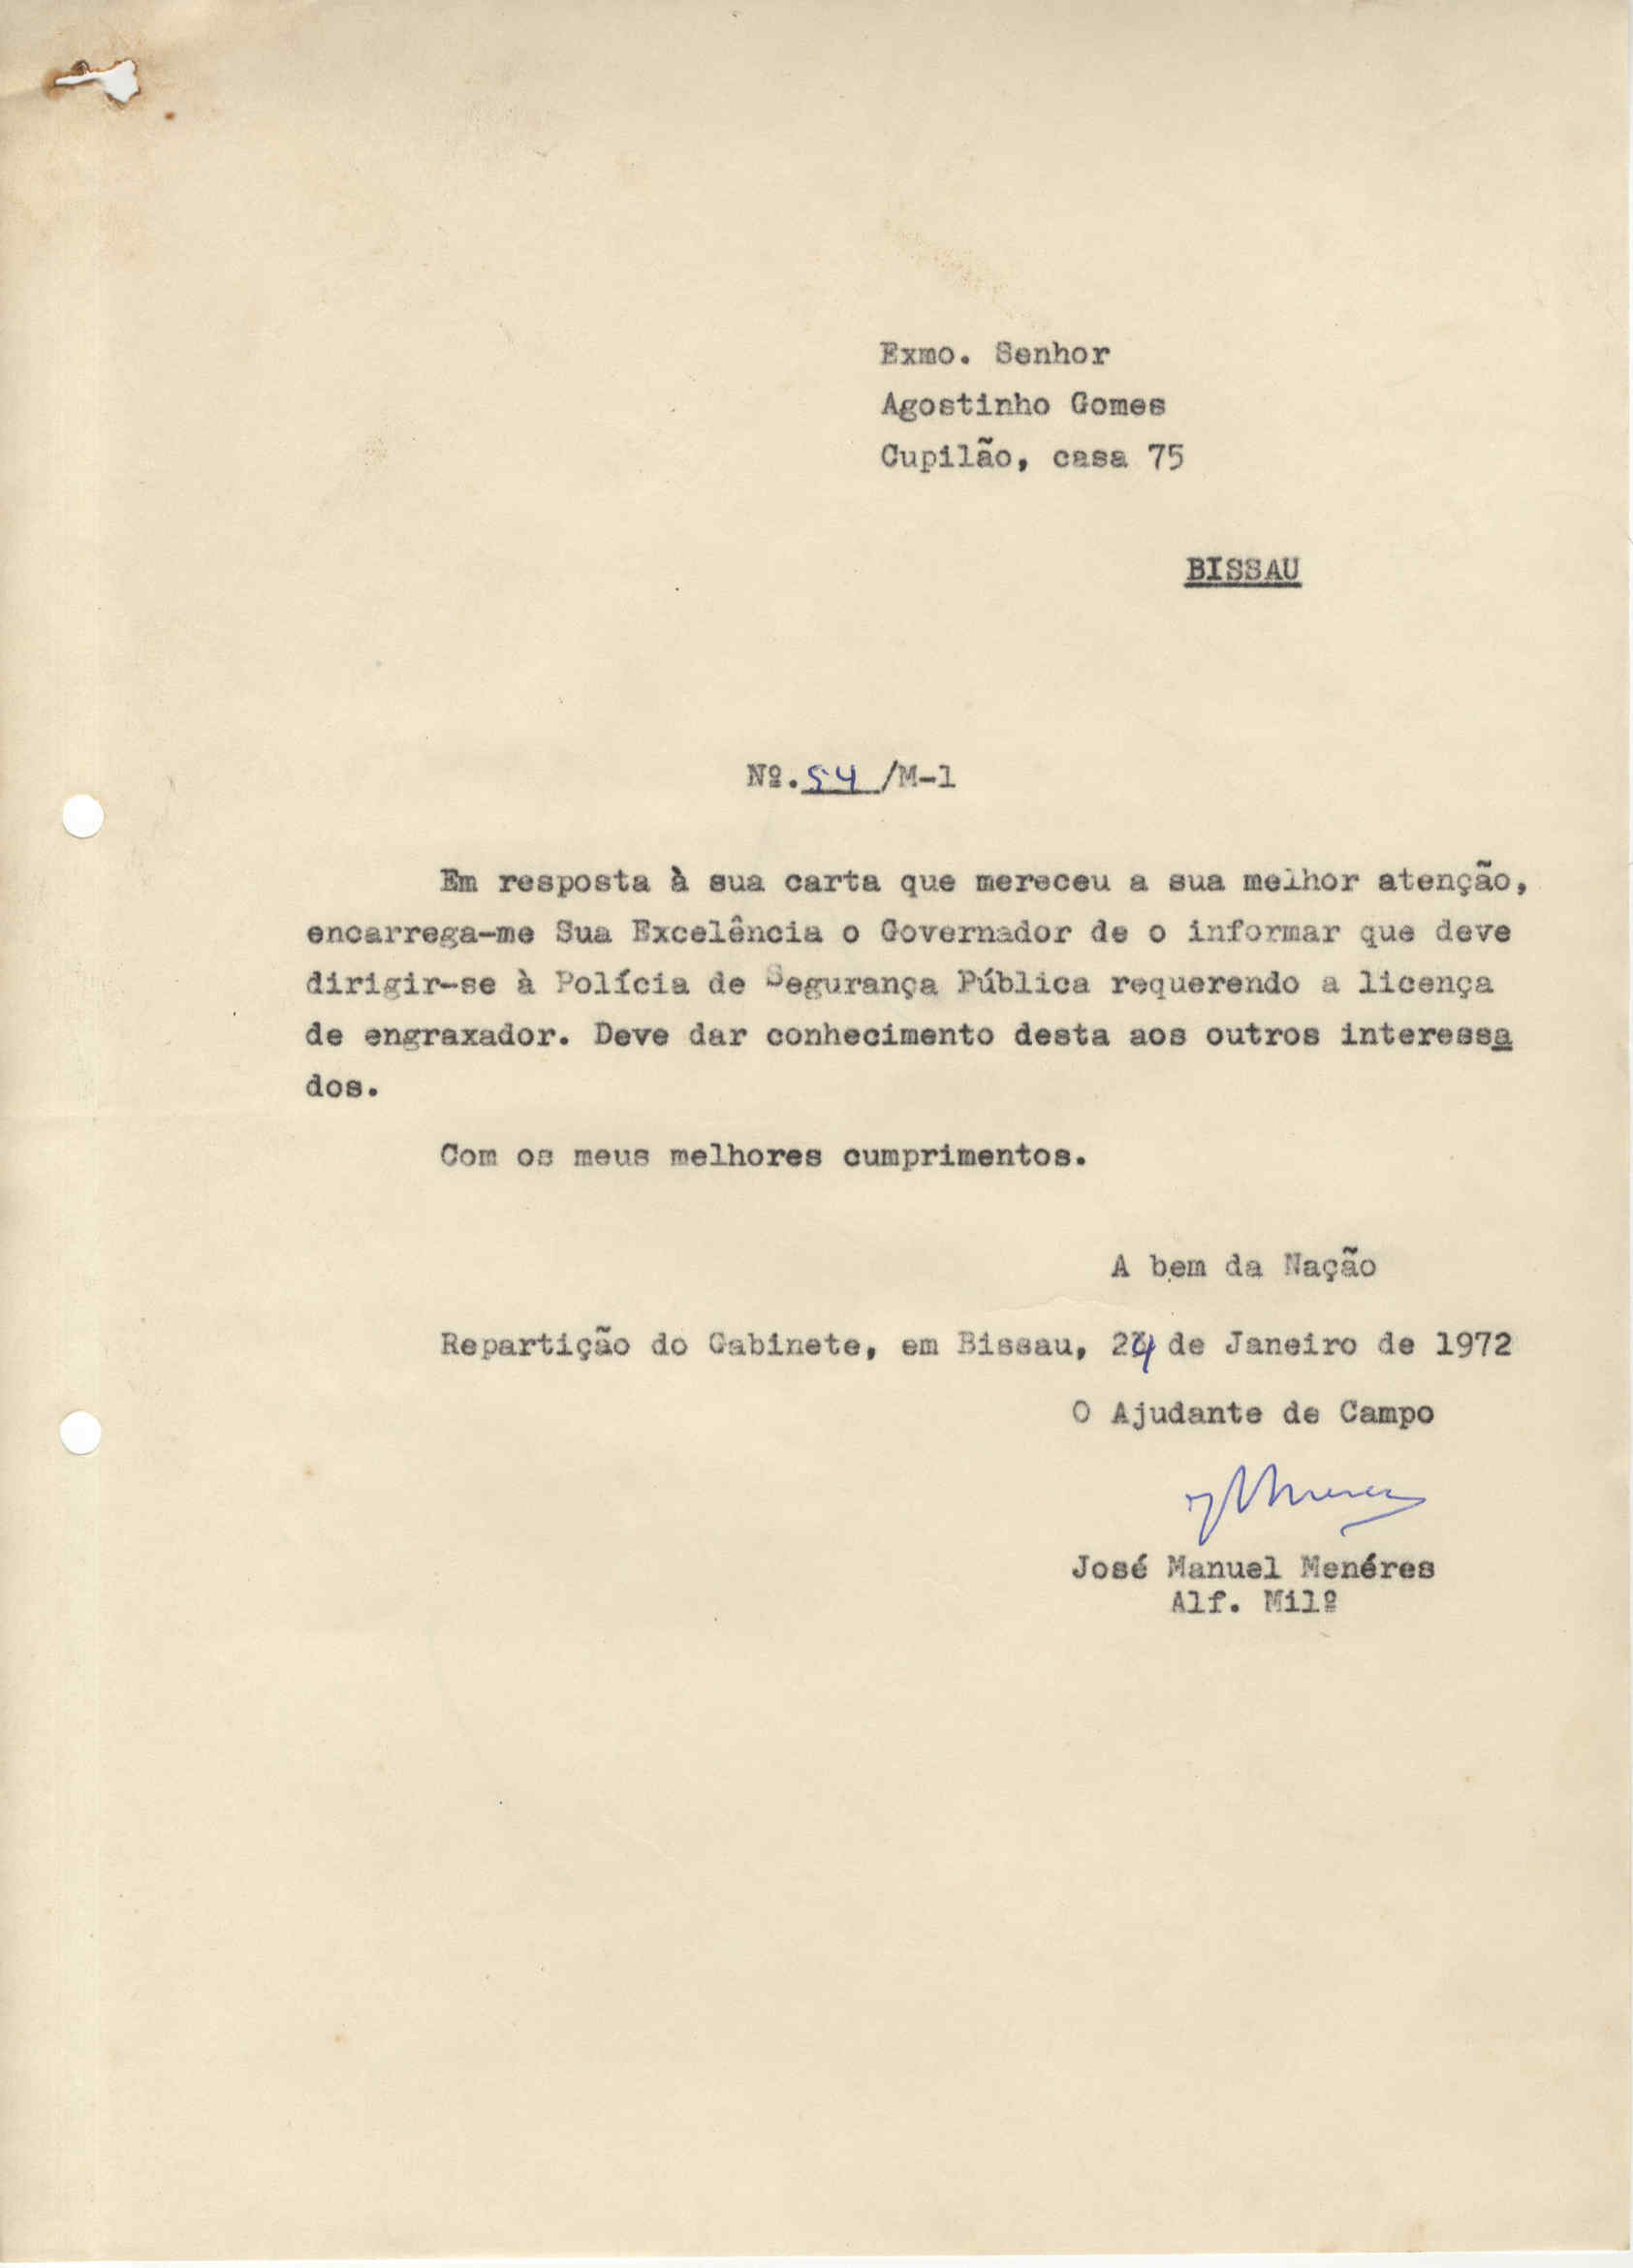 Exmo. Senhor
Agostinho Gomes
Cupilão, casa 75
BISSAU
Nº. 54 /M-1
Em resposta à sua carta que mereceu a sua melhor atenção,
encarrega-me Sua Excelência o Governador de o informar que deve
dirigir-se à Polícia de Segurança Pública requerendo a licença
de engraxador. Deve dar conhecimento desta aos outros interessa
dos.
Com os meus melhores cumprimentos.
A bem da Nação
Repartição do Gabinete, em Bissau, 24 de Janeiro de 1972
O Ajudante de Campo
José Manuel Menéres
Alf. Milº